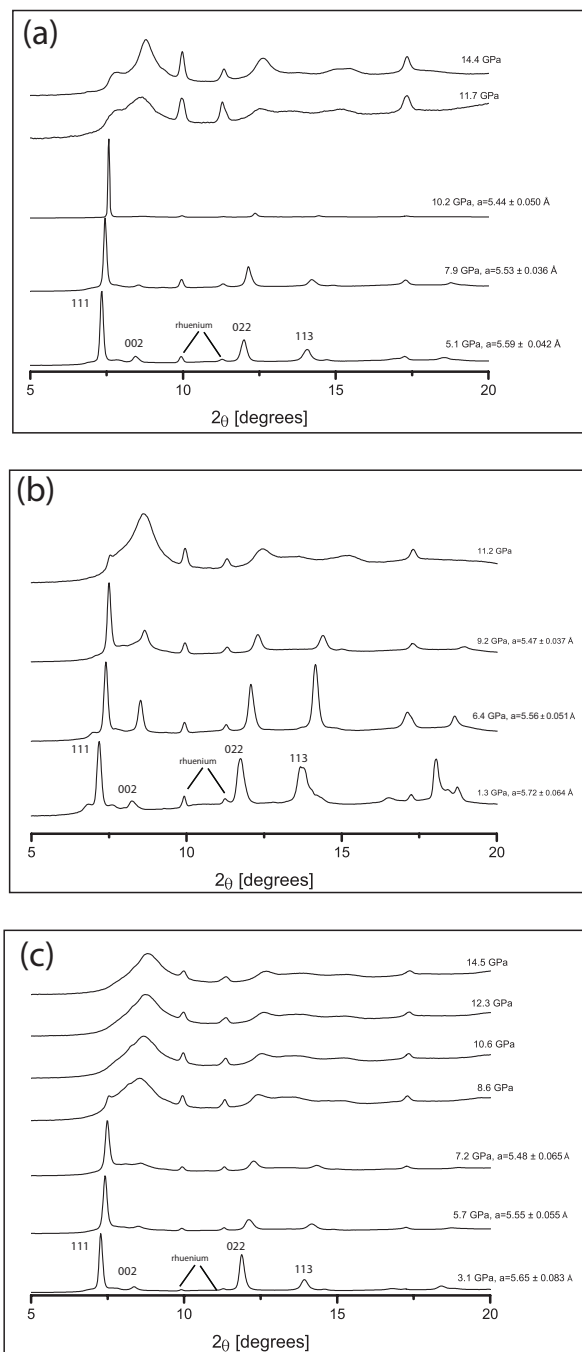 (a)
14.4 GPa
11.7 GPa
10.2 GPa, a=5.44 ± 0.050 Å
7.9 GPa, a=5.53 ± 0.036 Å
111
002
rhuenium
022
113
5.1 GPa, a=5.59 ± 0.042 Å
5 10 15 20
2θ [degrees]
(b)
11.2 GPa
9.2 GPa, a=5.47 ± 0.037 Å
6.4 GPa, a=5.56 ± 0.051 Å
111
002
rhuenium
022
113
1.3 GPa, a=5.72 ± 0.064 Å
5 10 15 20
2θ [degrees]
(c)
14.5 GPa
12.3 GPa
10.6 GPa
8.6 GPa
7.2 GPa, a=5.48 ± 0.065 Å
5.7 GPa, a=5.55 ± 0.055 Å
111
002
rhuenium
022
113
3.1 GPa, a=5.65 ± 0.083 Å
5 10 15 20
2θ [degrees]